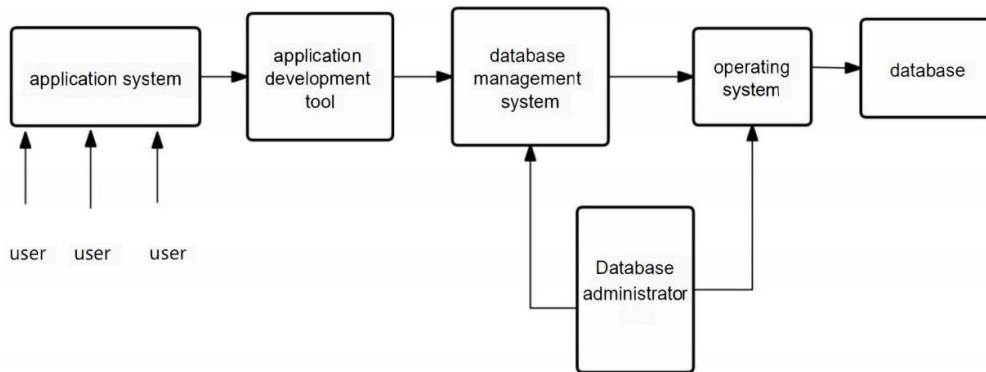 application system
application
development
tool
database
management
system
operating
system
database
user
user
user
Database
administrator